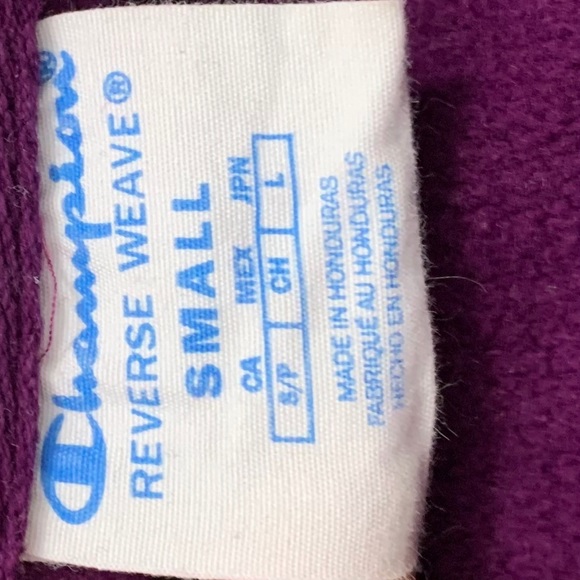 Champion®
REVERSE WEAVE®
SMALL
CA MEX JPN
S/P CH L
MADE IN HONDURAS
FABRIQUÉ AU HONDURAS
HECHO EN HONDURAS